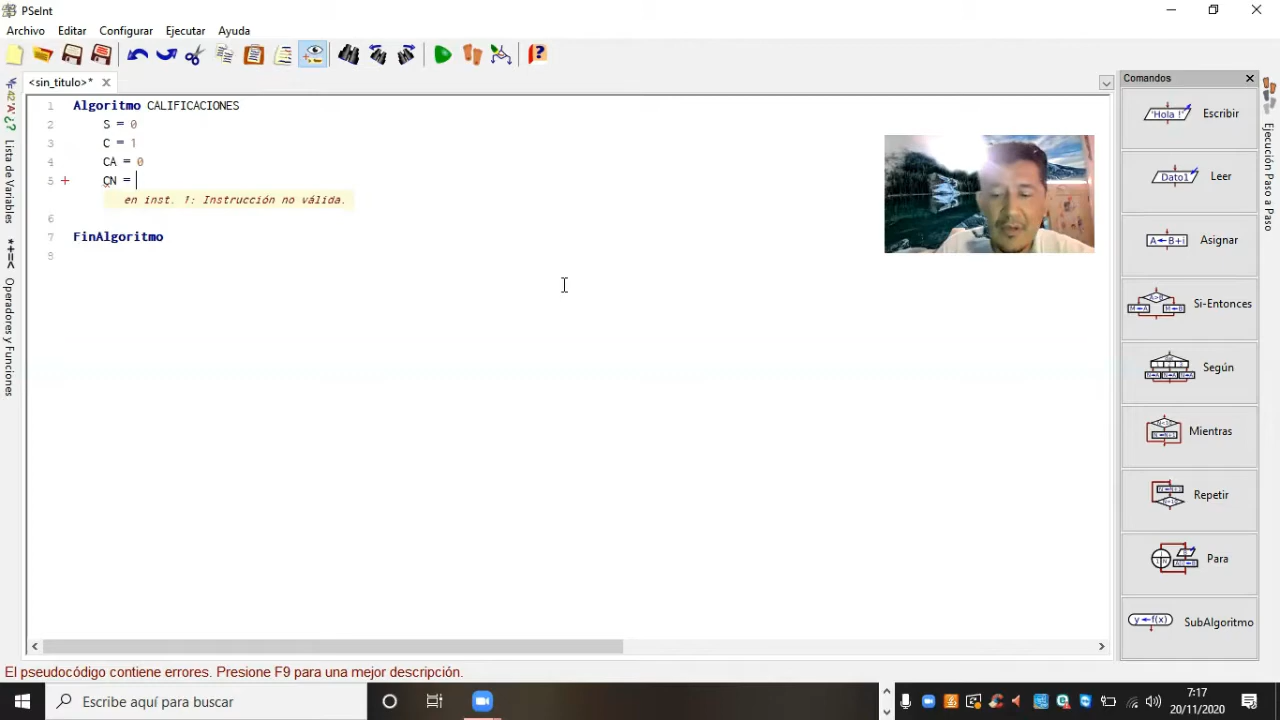 PSeInt
Archivo Editar Configurar Ejecutar Ayuda
<sin_titulo>*
Comandos
1 Algoritmo CALIFICACIONES
2 S = 0
3 C = 1
4 CA = 0
5 CN =
en inst. 1: Instrucción no válida.
6
7 FinAlgoritmo
8
Lista de Variables
Operadores y Funciones
'Hola !' Escribir
Dato1 Leer
A←B+i Asignar
Si-Entonces
Según
Mientras
Repetir
Para
y←f(x) SubAlgoritmo
Ejecución Paso a Paso
El pseudocódigo contiene errores. Presione F9 para una mejor descripción.
Escribe aquí para buscar
7:17
20/11/2020